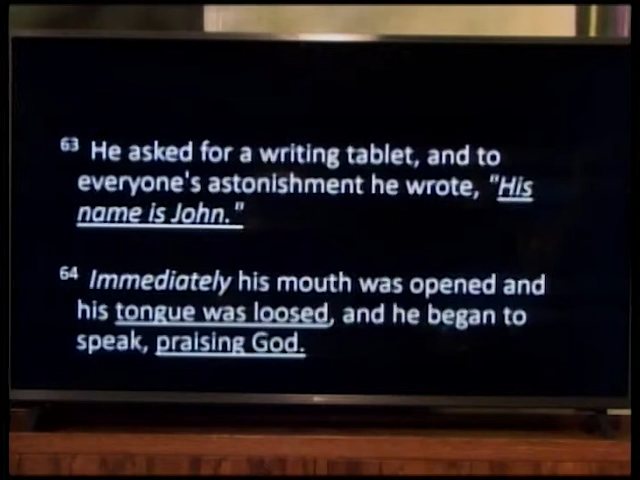 63 He asked for a writing tablet, and to
everyone's astonishment he wrote, "His
name is John."
64 Immediately his mouth was opened and
his tongue was loosed, and he began to
speak, praising God.